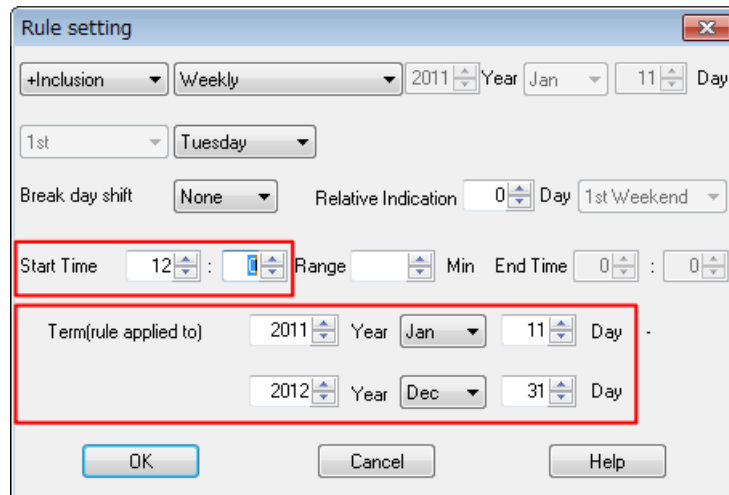 Rule setting
+Inclusion Weekly 2011 Year Jan 11 Day
1st Tuesday
Break day shift None Relative Indication 0 Day 1st Weekend
Start Time 12 : 0 Range Min End Time 0 : 0
Term(rule applied to) 2011 Year Jan 11 Day -
2012 Year Dec 31 Day
OK Cancel Help